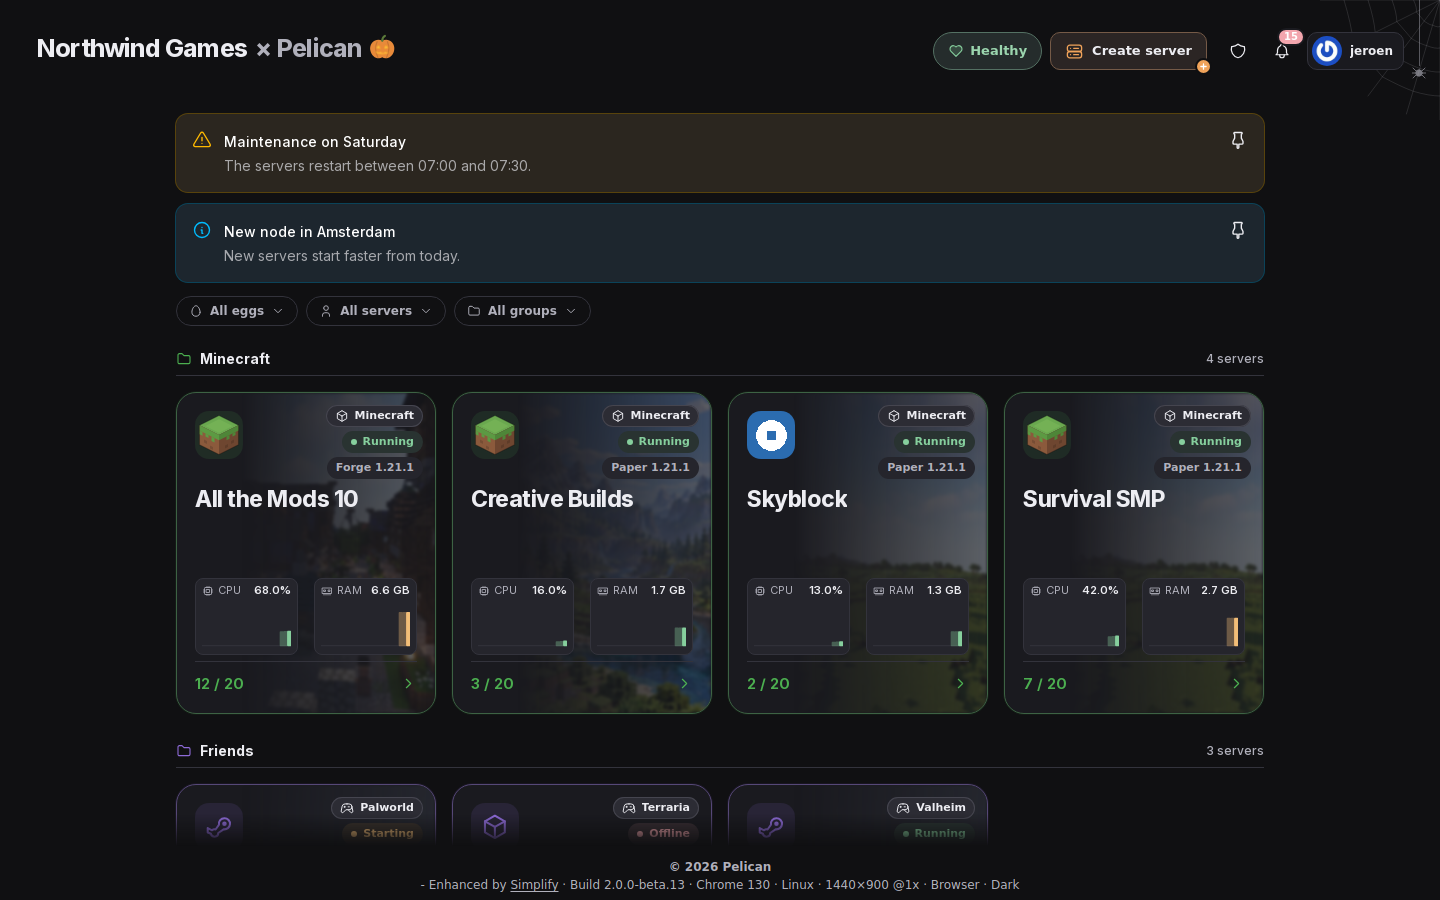 Northwind Games × Pelican
Healthy
Create server
15
jeroen
Maintenance on Saturday
The servers restart between 07:00 and 07:30.
New node in Amsterdam
New servers start faster from today.
All eggs
All servers
All groups
Minecraft
4 servers
Minecraft
Running
Forge 1.21.1
All the Mods 10
CPU 68.0%
RAM 6.6 GB
12 / 20
Minecraft
Running
Paper 1.21.1
Creative Builds
CPU 16.0%
RAM 1.7 GB
3 / 20
Minecraft
Running
Paper 1.21.1
Skyblock
CPU 13.0%
RAM 1.3 GB
2 / 20
Minecraft
Running
Paper 1.21.1
Survival SMP
CPU 42.0%
RAM 2.7 GB
7 / 20
Friends
3 servers
Palworld
Starting
Terraria
Offline
Valheim
Running
© 2026 Pelican
- Enhanced by Simplify · Build 2.0.0-beta.13 · Chrome 130 · Linux · 1440×900 @1x · Browser · Dark